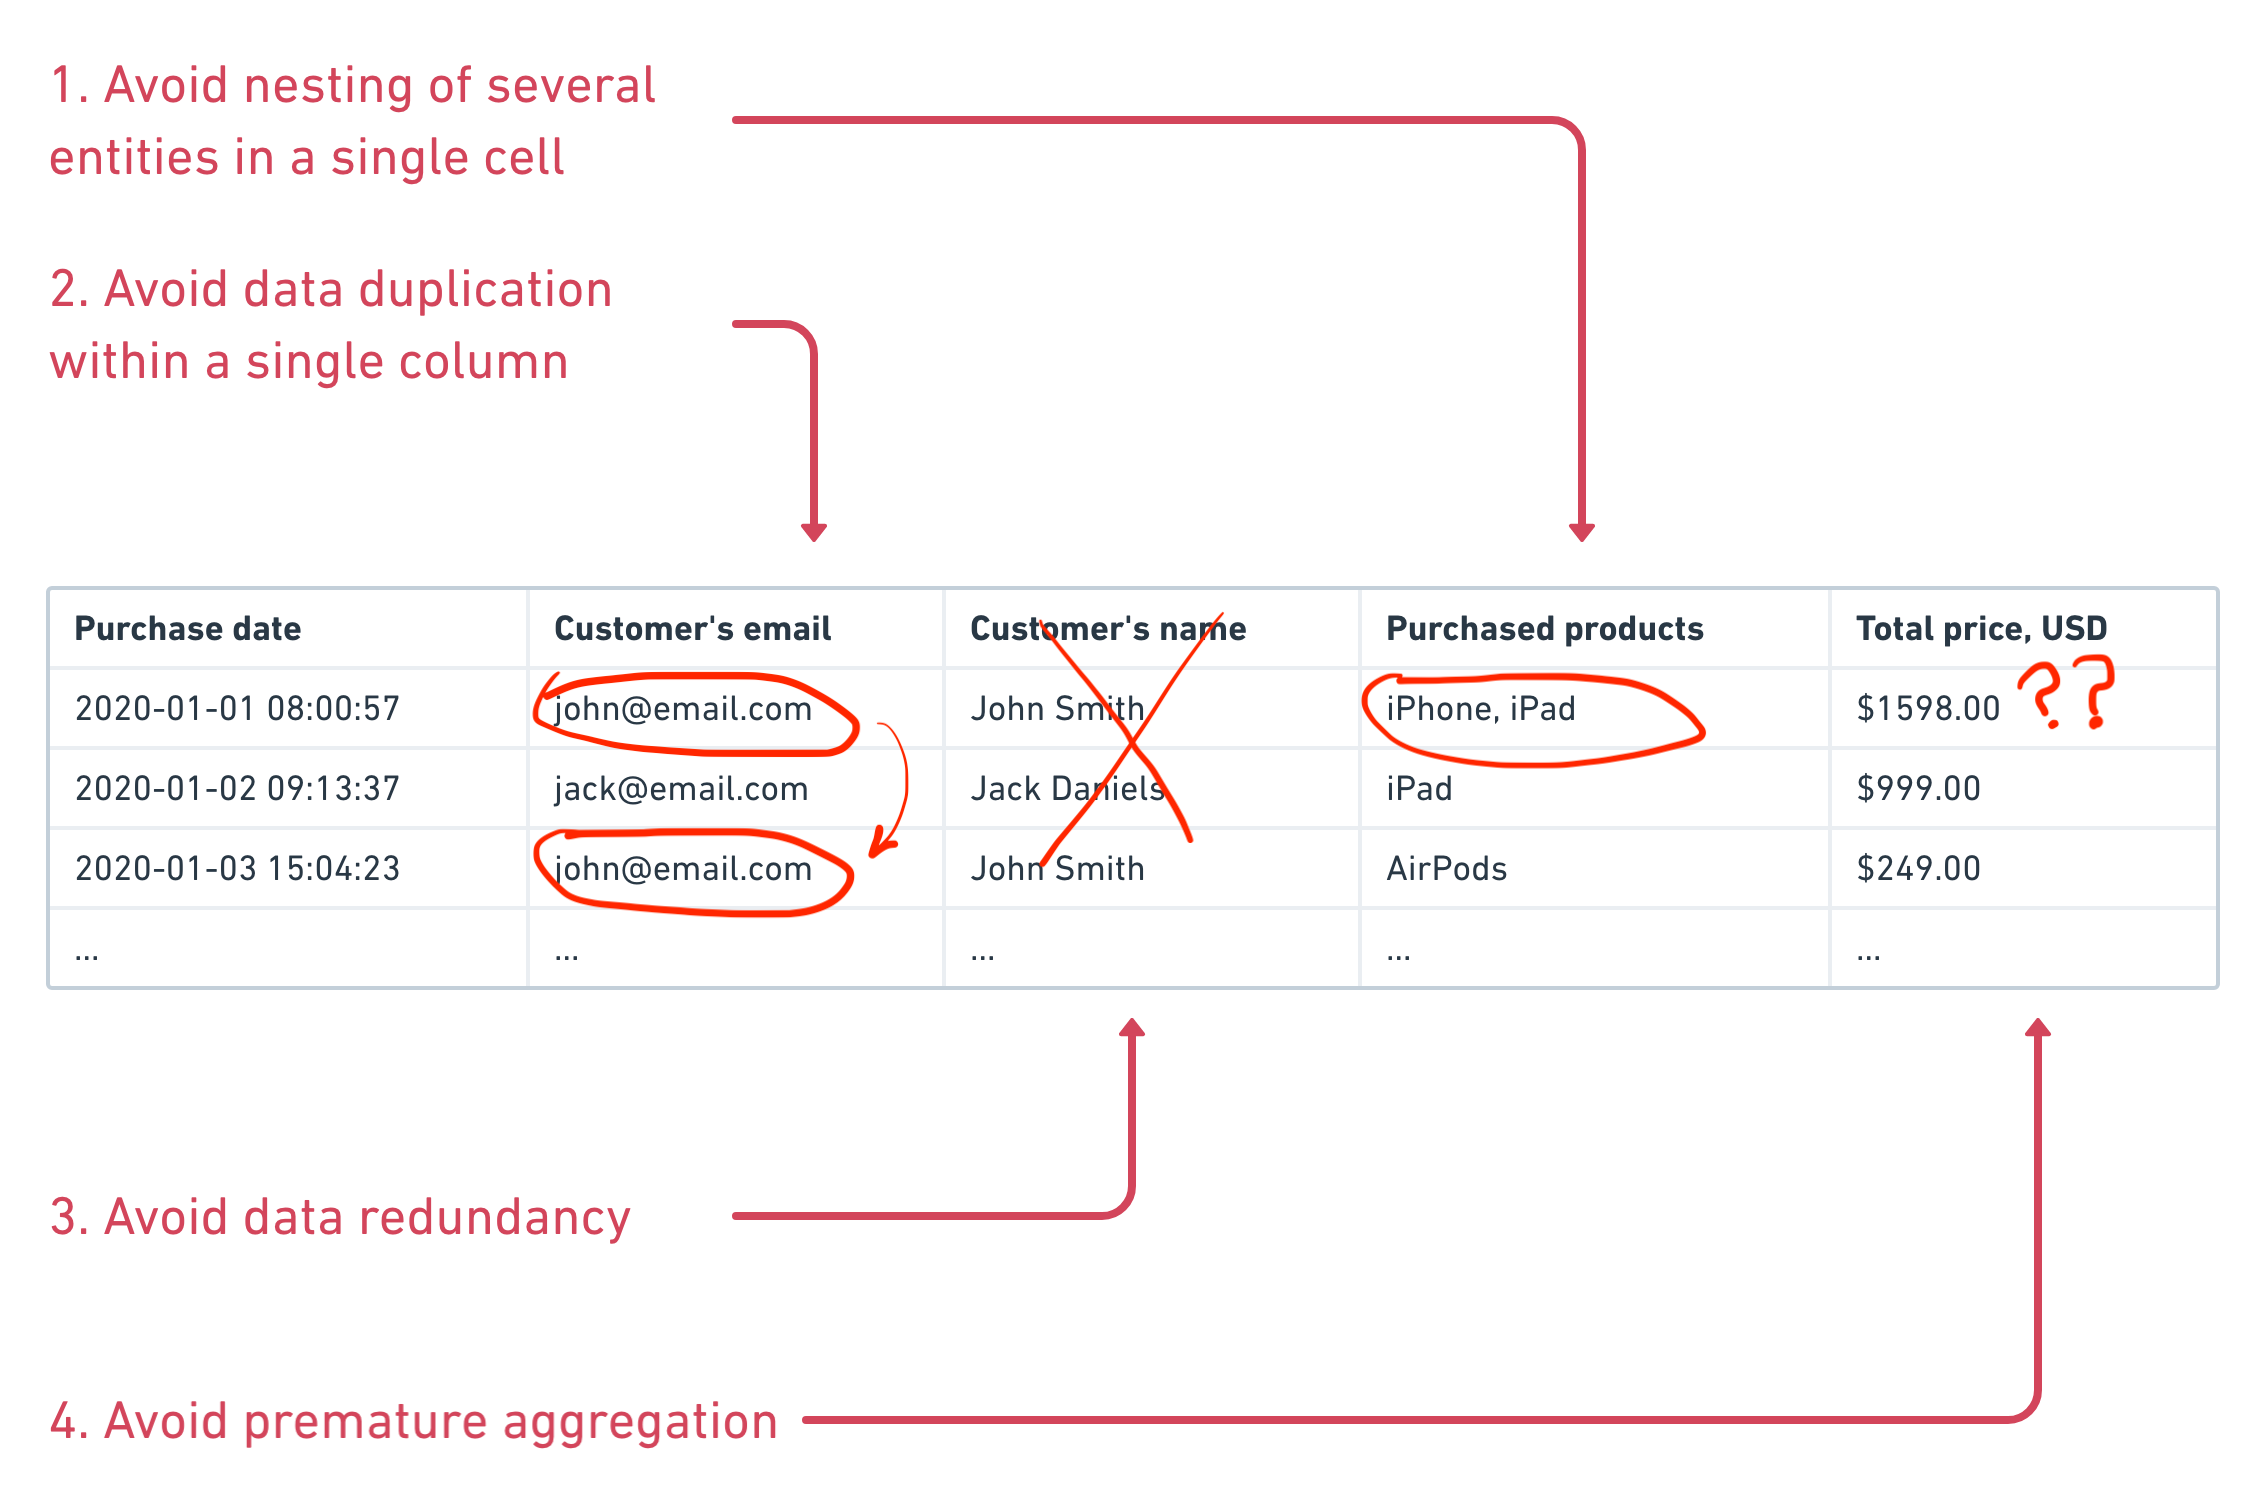 1. Avoid nesting of several
entities in a single cell
2. Avoid data duplication
within a single column
Purchase date Customer's email Customer's name Purchased products Total price, USD
2020-01-01 08:00:57 john@email.com John Smith iPhone, iPad $1598.00 ??
2020-01-02 09:13:37 jack@email.com Jack Daniels iPad $999.00
2020-01-03 15:04:23 john@email.com John Smith AirPods $249.00
... ... ... ... ...
3. Avoid data redundancy
4. Avoid premature aggregation